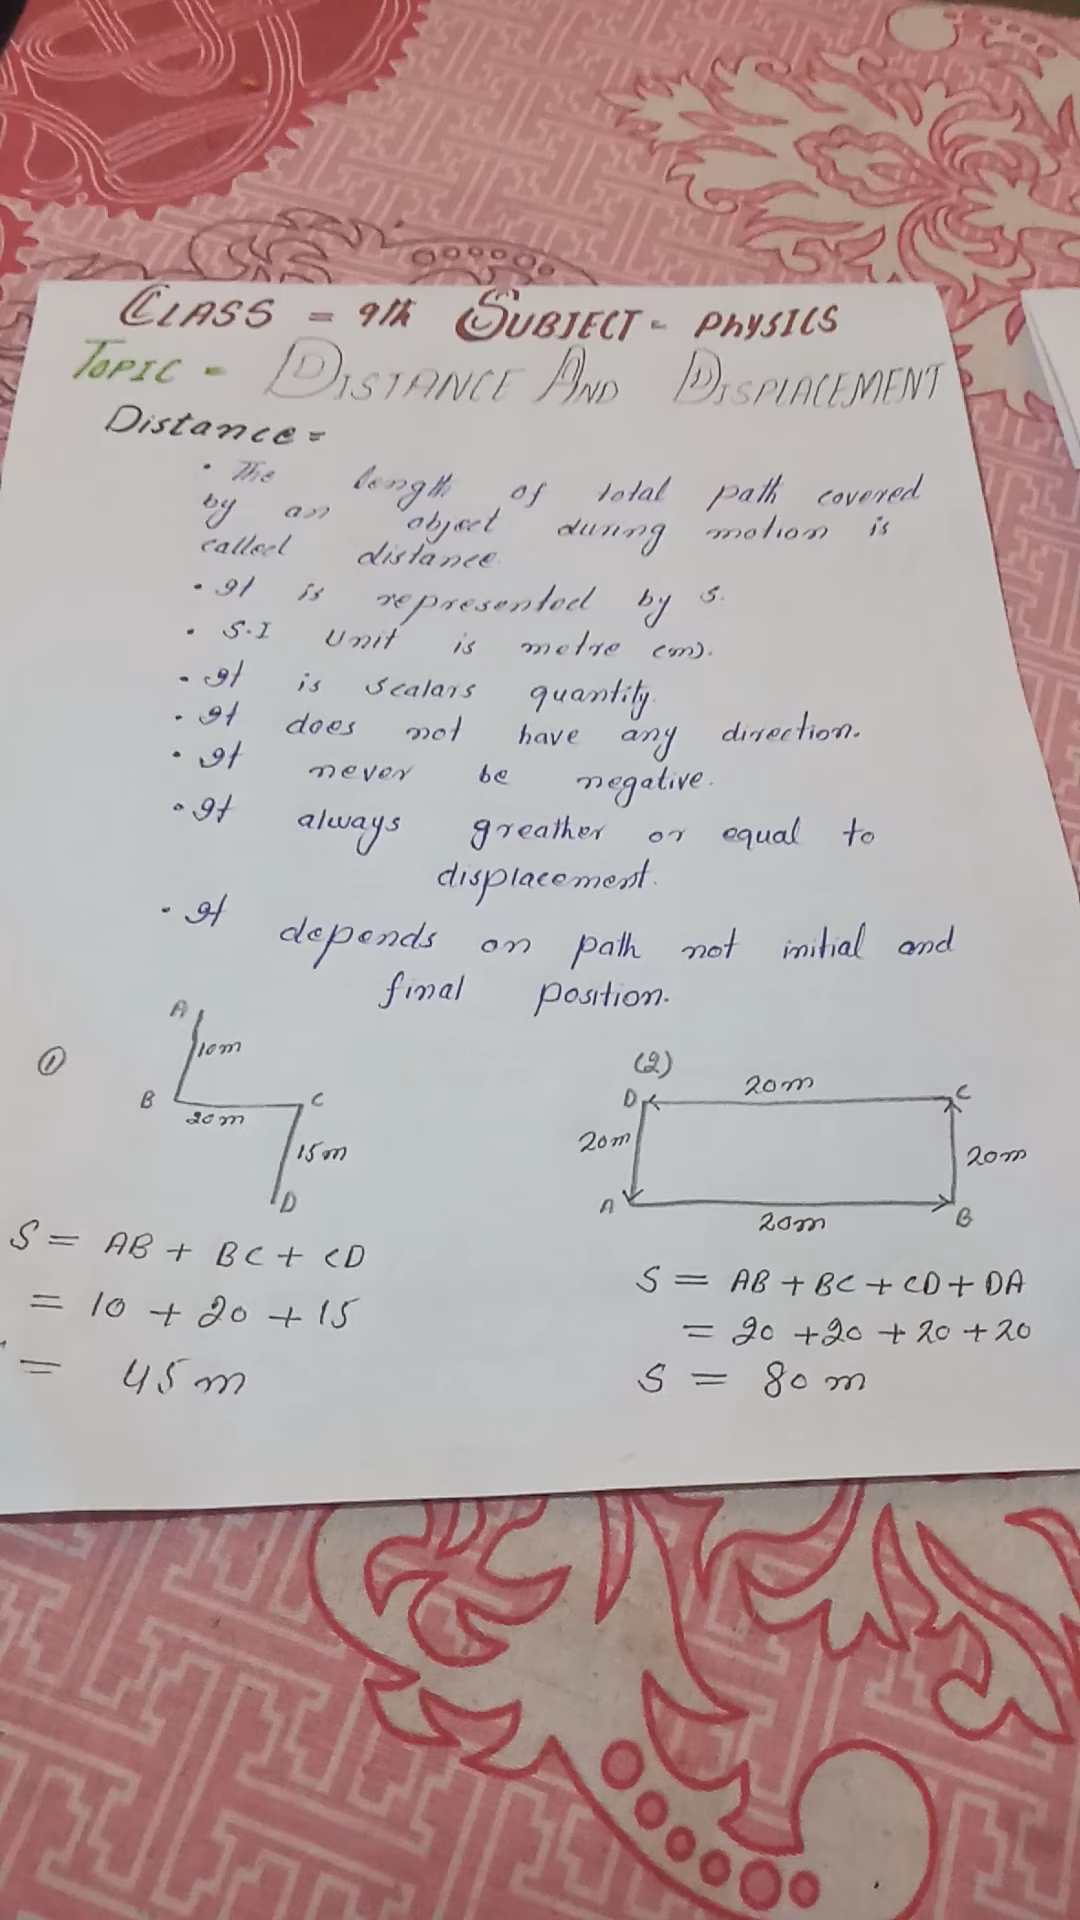 CLASS = 9th SUBJECT = PHYSICS
TOPIC = DISTANCE AND DISPLACEMENT
Distance =
• The length of total path covered
by an object during motion is
called distance.
• It is represented by s.
• S.I Unit is metre (m).
• It is scalars quantity.
• It does not have any direction.
• It never be negative.
• It always greather or equal to
displacement.
• It depends on path not initial and
final position.
①
A
10m
B
20m
C
15m
D
S = AB + BC + CD
= 10 + 20 + 15
= 45 m
(2)
D
20m
C
20m
20m
A
20m
B
S = AB + BC + CD + DA
= 20 + 20 + 20 + 20
S = 80 m